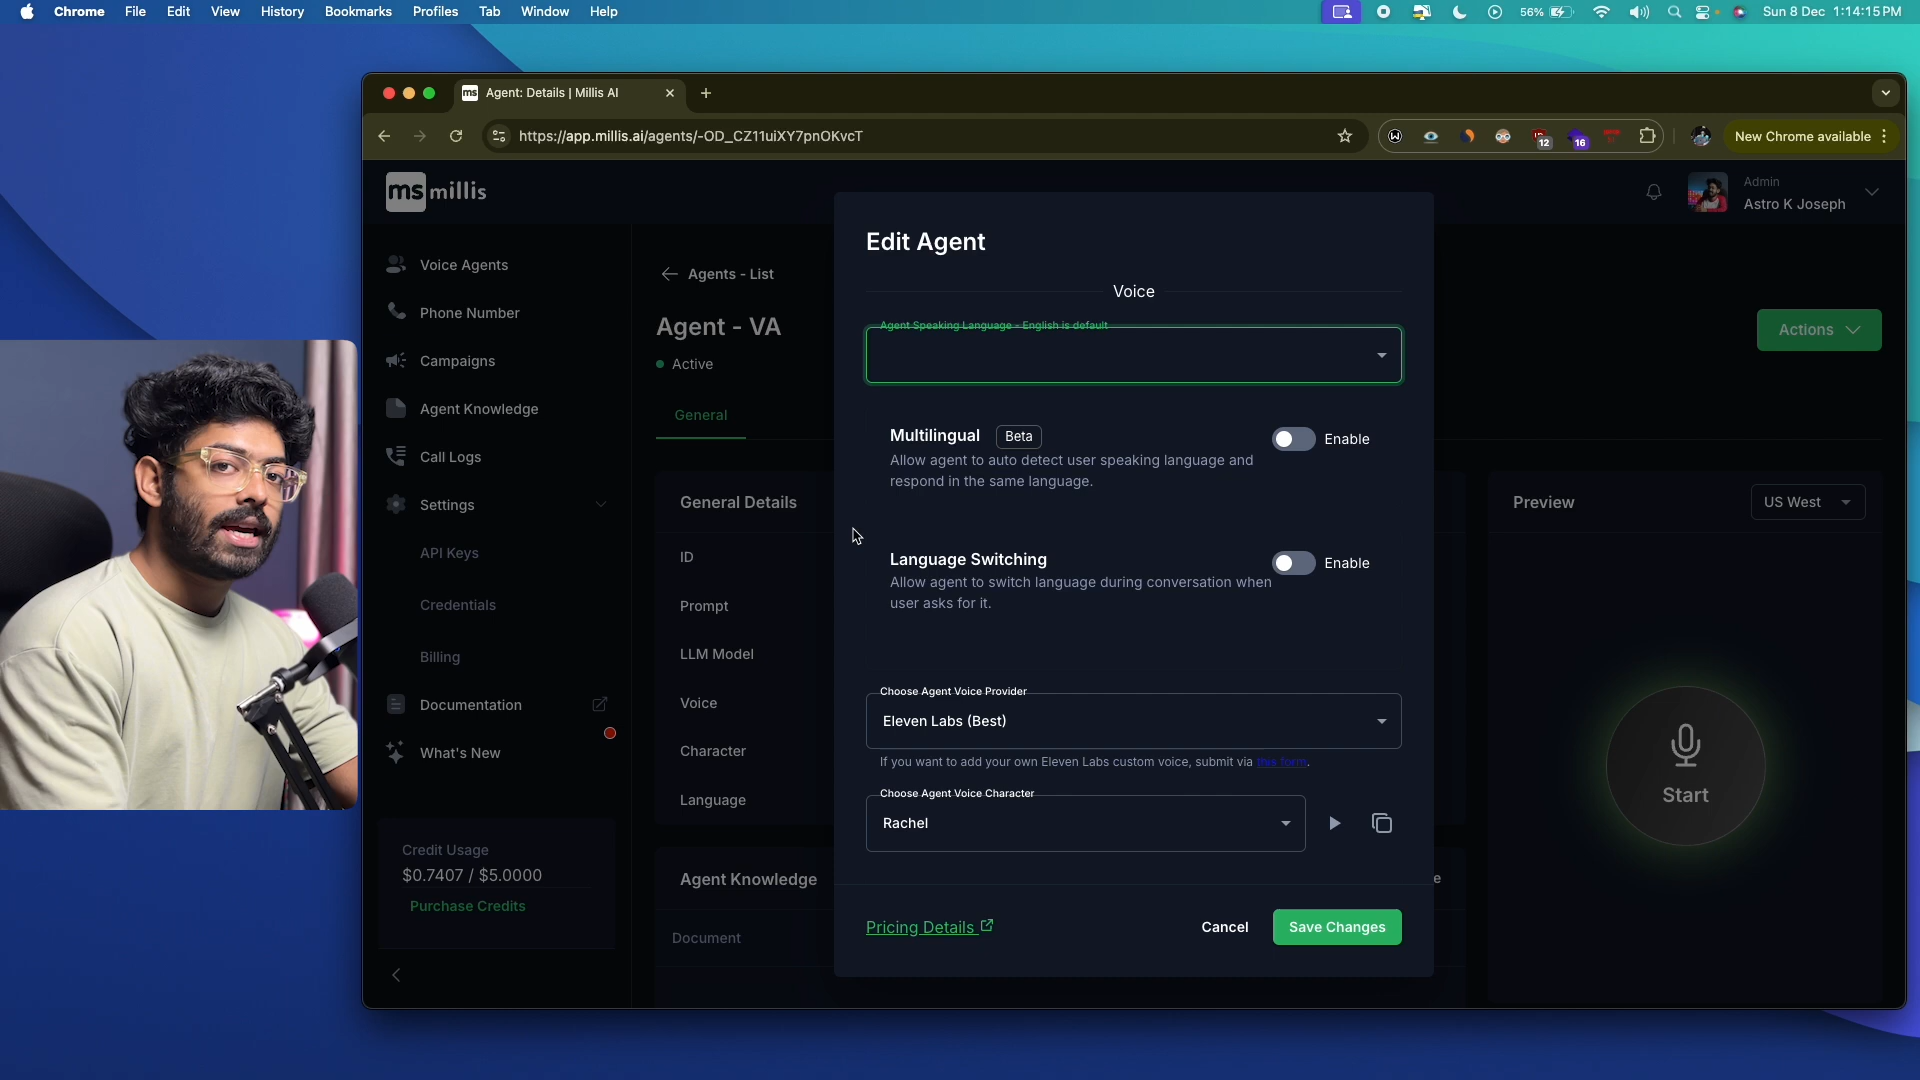 Chrome File Edit View History Bookmarks Profiles Tab Window Help
56% Sun 8 Dec 1:14:15 PM
ms Agent: Details | Millis AI
https://app.millis.ai/agents/-OD_CZ11uiXY7pnOKvcT
12
16
New Chrome available
ms millis
Admin
Astro K Joseph
Voice Agents
Phone Number
Campaigns
Agent Knowledge
Call Logs
Settings
API Keys
Credentials
Billing
Documentation
What's New
Credit Usage
$0.7407 / $5.0000
Purchase Credits
Agents - List
Agent - VA
Active
Actions
General
General Details
ID
Prompt
LLM Model
Voice
Character
Language
Agent Knowledge
e
Document
Edit Agent
Voice
Agent Speaking Language - English is default
Multilingual Beta
Enable
Allow agent to auto detect user speaking language and
respond in the same language.
Language Switching
Enable
Allow agent to switch language during conversation when
user asks for it.
Choose Agent Voice Provider
Eleven Labs (Best)
If you want to add your own Eleven Labs custom voice, submit via this form.
Choose Agent Voice Character
Rachel
Pricing Details
Cancel
Save Changes
Preview
US West
Start